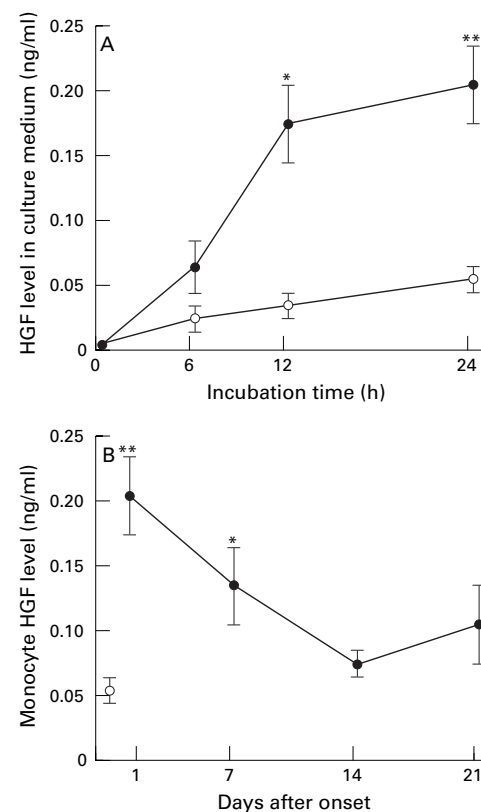 HGF level in culture medium (ng/ml)
0.25
0.20
0.15
0.10
0.05
0
A
*
**
0 6 12 24
Incubation time (h)
Monocyte HGF level (ng/ml)
0.25
0.20
0.15
0.10
0.05
0
B **
*
1 7 14 21
Days after onset